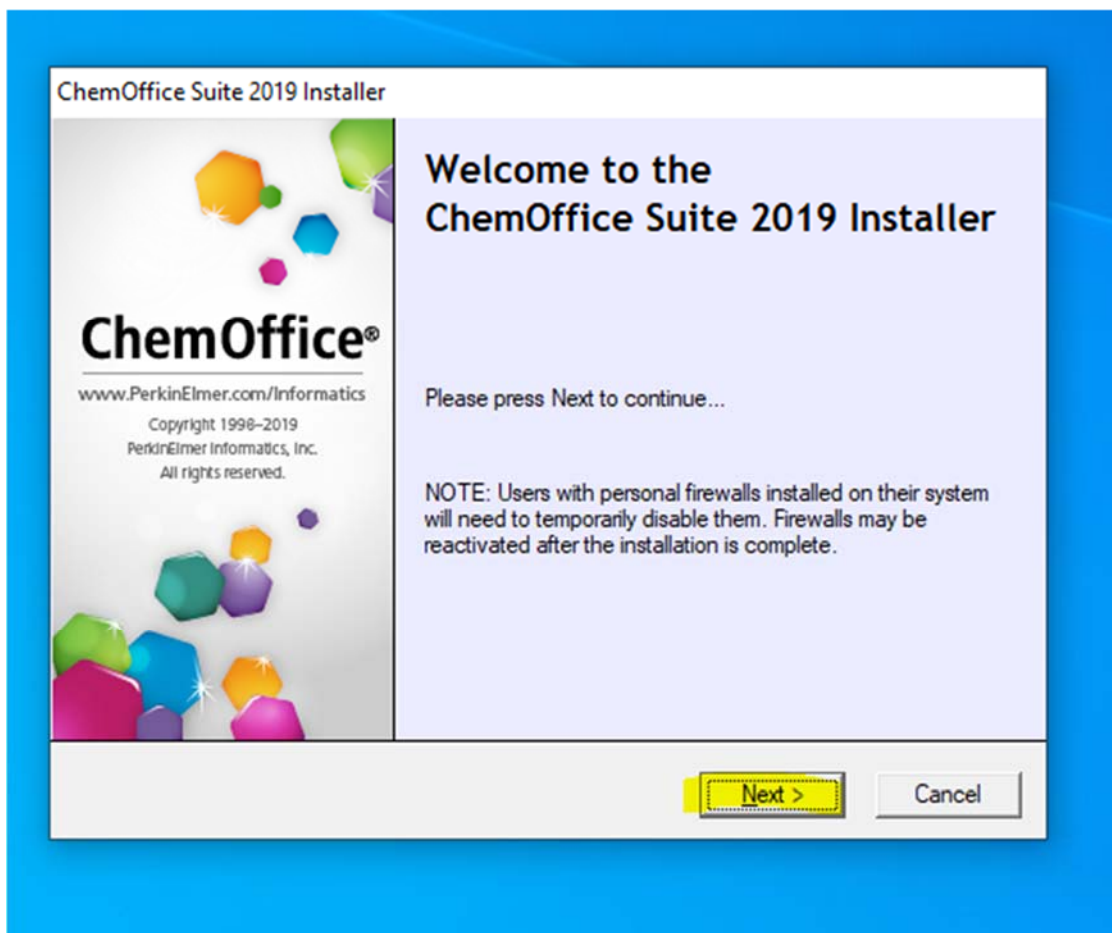 ChemOffice Suite 2019 Installer
ChemOffice®
www.PerkinElmer.com/Informatics
Copyright 1998–2019
PerkinElmer Informatics, Inc.
All rights reserved.
Welcome to the
ChemOffice Suite 2019 Installer
Please press Next to continue...
NOTE: Users with personal firewalls installed on their system
will need to temporarily disable them. Firewalls may be
reactivated after the installation is complete.
Next >
Cancel